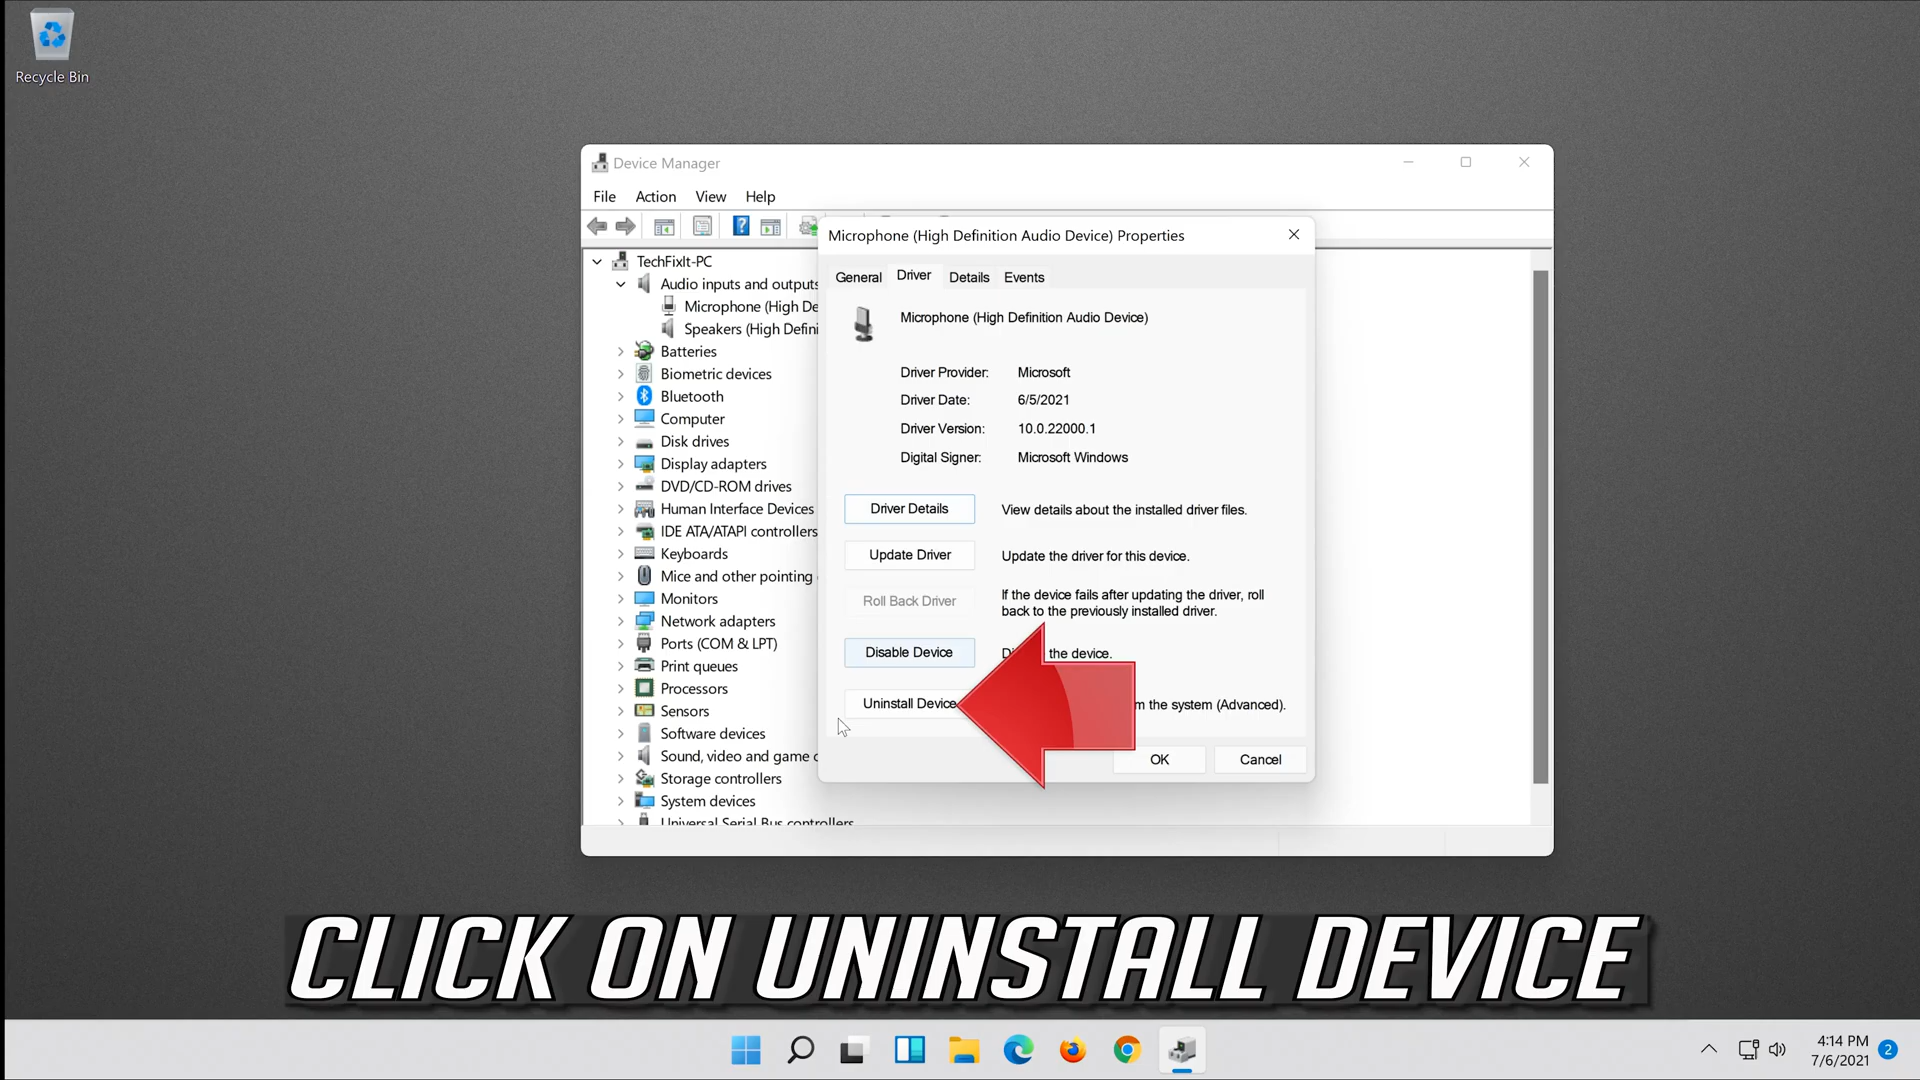 Recycle Bin
Device Manager
File Action View Help
TechFixIt-PC
Audio inputs and outputs
Microphone (High De
Speakers (High Defini
Batteries
Biometric devices
Bluetooth
Computer
Disk drives
Display adapters
DVD/CD-ROM drives
Human Interface Devices
IDE ATA/ATAPI controllers
Keyboards
Mice and other pointing
Monitors
Network adapters
Ports (COM & LPT)
Print queues
Processors
Sensors
Software devices
Sound, video and game c
Storage controllers
System devices
Universal Serial Bus controllers
Microphone (High Definition Audio Device) Properties
General Driver Details Events
Microphone (High Definition Audio Device)
Driver Provider: Microsoft
Driver Date: 6/5/2021
Driver Version: 10.0.22000.1
Digital Signer: Microsoft Windows
Driver Details View details about the installed driver files.
Update Driver Update the driver for this device.
Roll Back Driver If the device fails after updating the driver, roll
back to the previously installed driver.
Disable Device the device.
Uninstall Device the system (Advanced).
OK Cancel
CLICK ON UNINSTALL DEVICE
4:14 PM
7/6/2021
2